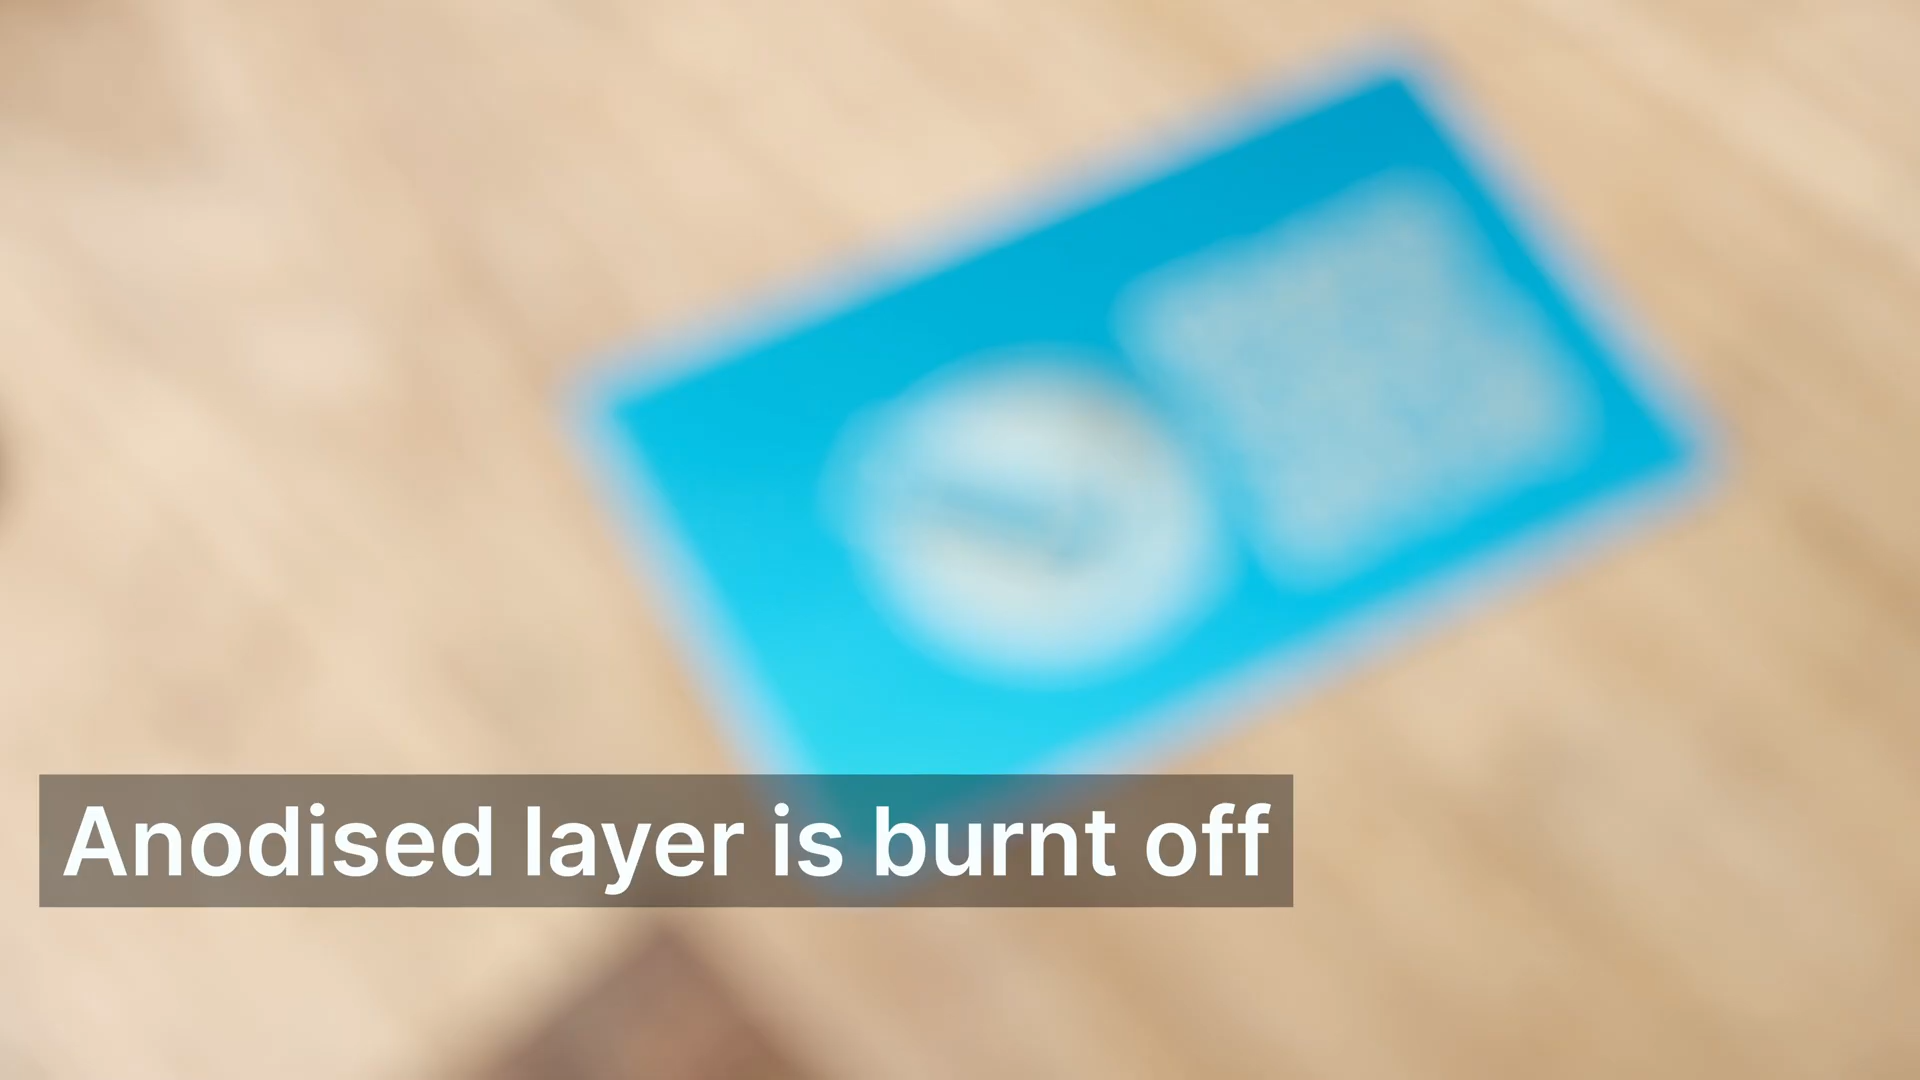 Anodised layer is burnt off